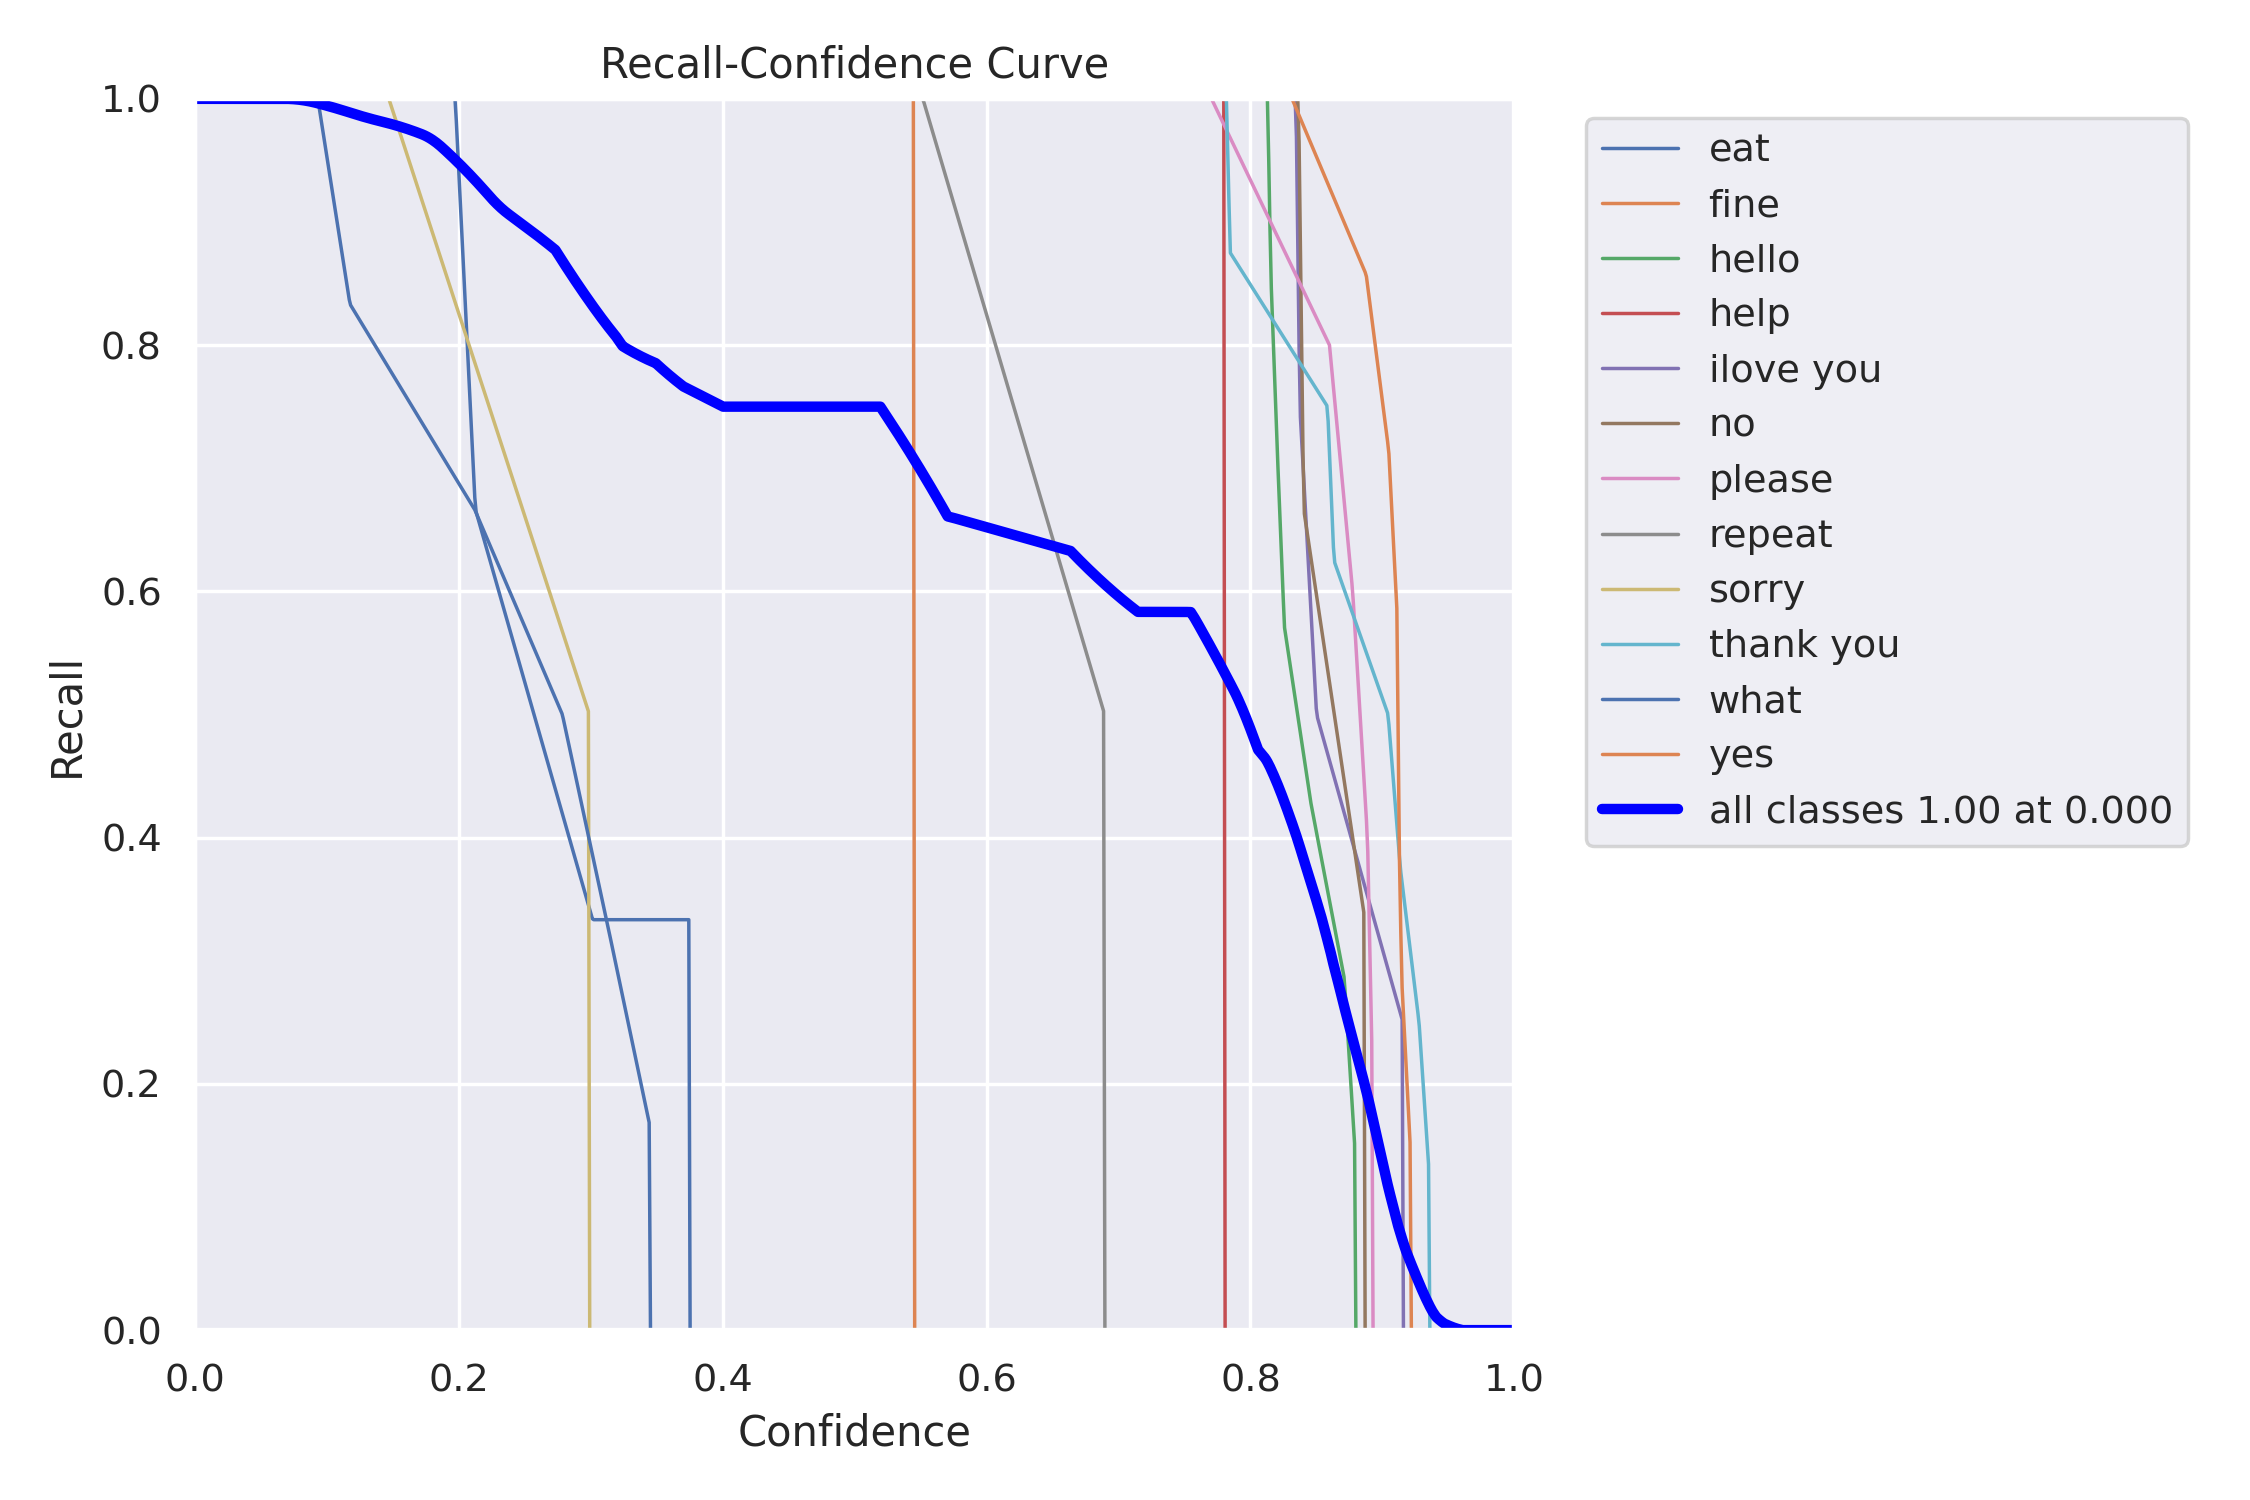 Recall-Confidence Curve
1.0
0.8
0.6
0.4
0.2
0.0
Recall
0.0 0.2 0.4 0.6 0.8 1.0
Confidence
eat
fine
hello
help
ilove you
no
please
repeat
sorry
thank you
what
yes
all classes 1.00 at 0.000